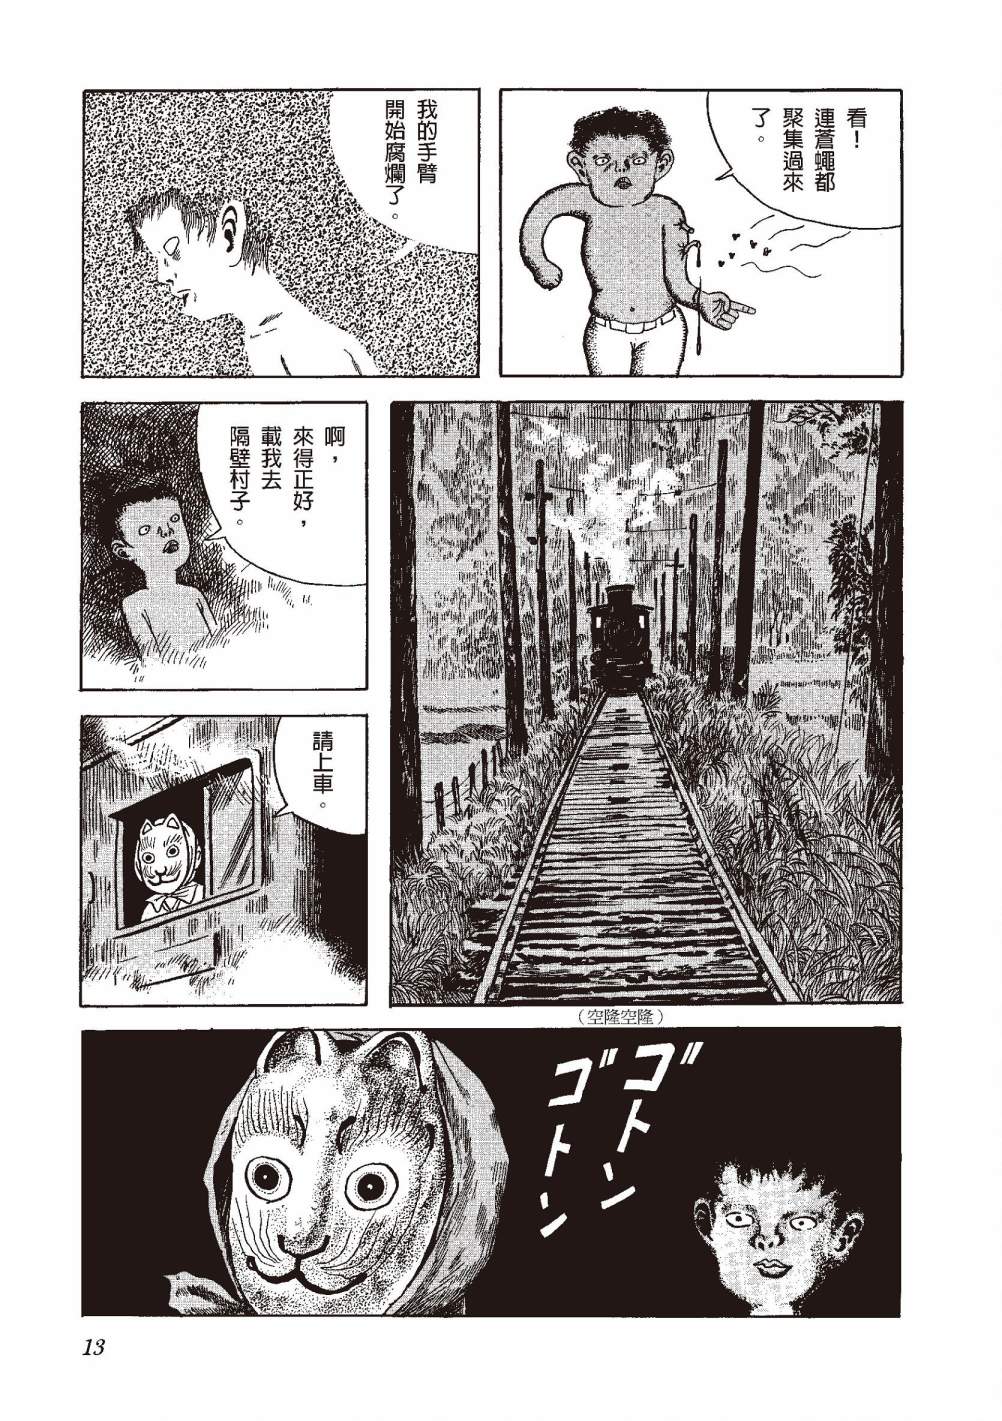 看!
連蒼蠅都
聚集過來
了。
我的手臂
開始腐爛了。
啊,
來得正好,
載我去
隔壁村子。
請上車。
(空隆空隆)
ゴトン
ゴトン
13